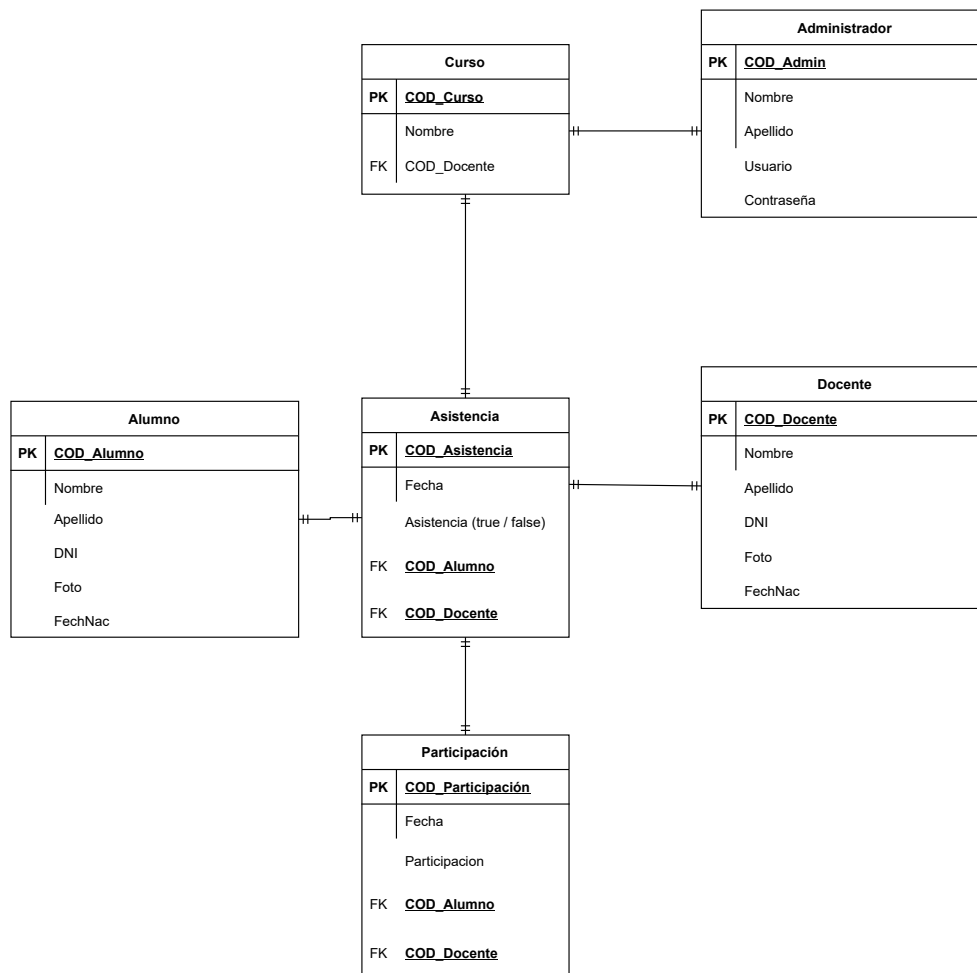 Administrador
PK COD_Admin
Nombre
Apellido
Usuario
Contraseña
Curso
PK COD_Curso
Nombre
FK COD_Docente
Alumno
PK COD_Alumno
Nombre
Apellido
DNI
Foto
FechNac
Asistencia
PK COD_Asistencia
Fecha
Asistencia (true / false)
FK COD_Alumno
FK COD_Docente
Docente
PK COD_Docente
Nombre
Apellido
DNI
Foto
FechNac
Participación
PK COD_Participación
Fecha
Participacion
FK COD_Alumno
FK COD_Docente